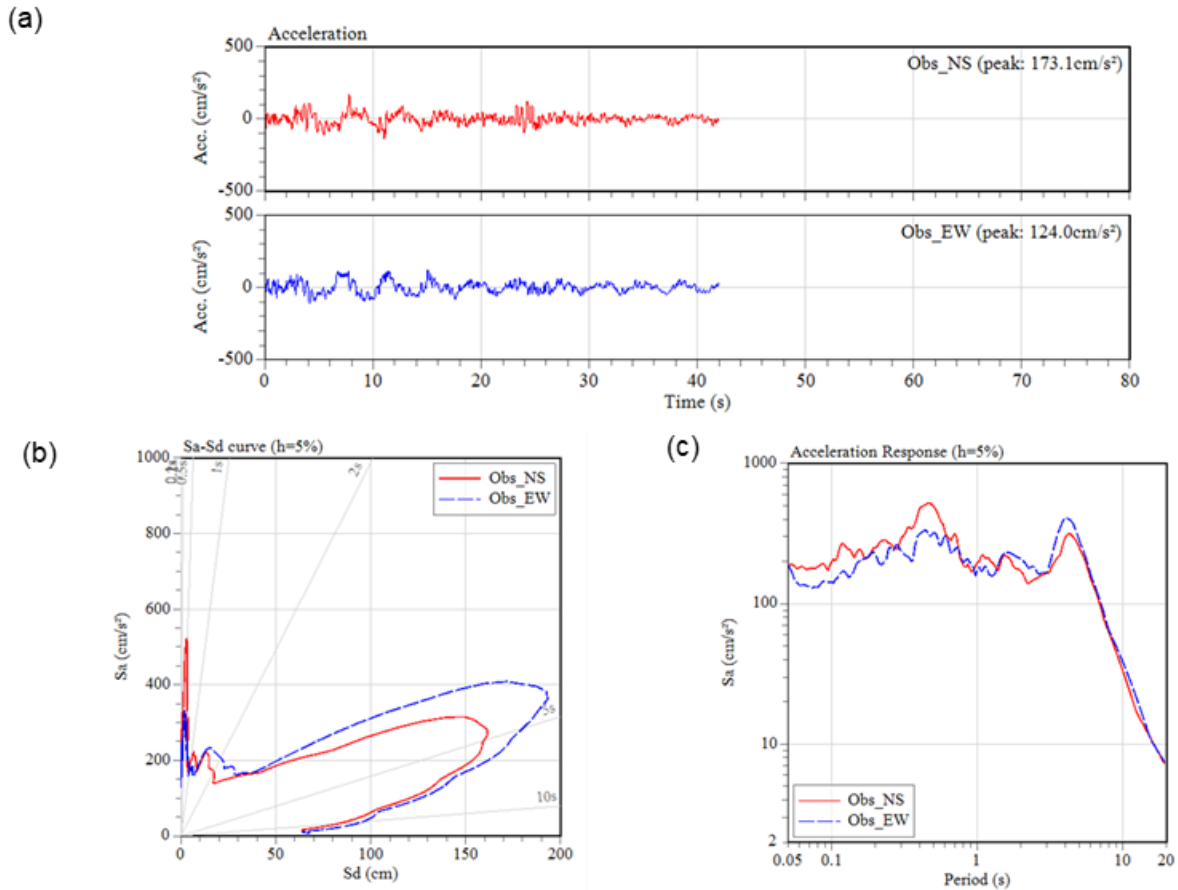 (a)
Acceleration
500
0
-500
Acc. (cm/s²)
Obs_NS (peak: 173.1cm/s²)
500
0
-500
Acc. (cm/s²)
Obs_EW (peak: 124.0cm/s²)
0 10 20 30 40 50 60 70 80
Time (s)
(b)
Sa-Sd curve (h=5%)
1000
800
600
400
200
0
Sa (cm/s²)
0.5s
1s
2s
5s
10s
Obs_NS
Obs_EW
0 50 100 150 200
Sd (cm)
(c)
Acceleration Response (h=5%)
1000
100
10
2
Sa (cm/s²)
Obs_NS
Obs_EW
0.05 0.1 1 10 20
Period (s)